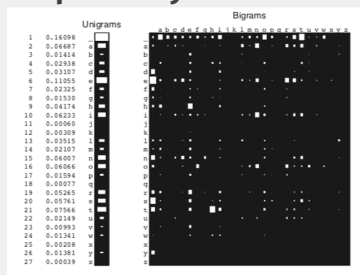 Unigrams
Bigrams
_ a b c d e f g h i j k l m n o p q r s t u v w x y z
1 0.16098 _
2 0.06687 a
3 0.01414 b
4 0.02938 c
5 0.03107 d
6 0.11055 e
7 0.02325 f
8 0.01530 g
9 0.04174 h
10 0.06233 i
11 0.00060 j
12 0.00309 k
13 0.03515 l
14 0.02107 m
15 0.06007 n
16 0.06066 o
17 0.01594 p
18 0.00077 q
19 0.05265 r
20 0.05761 s
21 0.07566 t
22 0.02149 u
23 0.00993 v
24 0.01341 w
25 0.00208 x
26 0.01381 y
27 0.00039 z